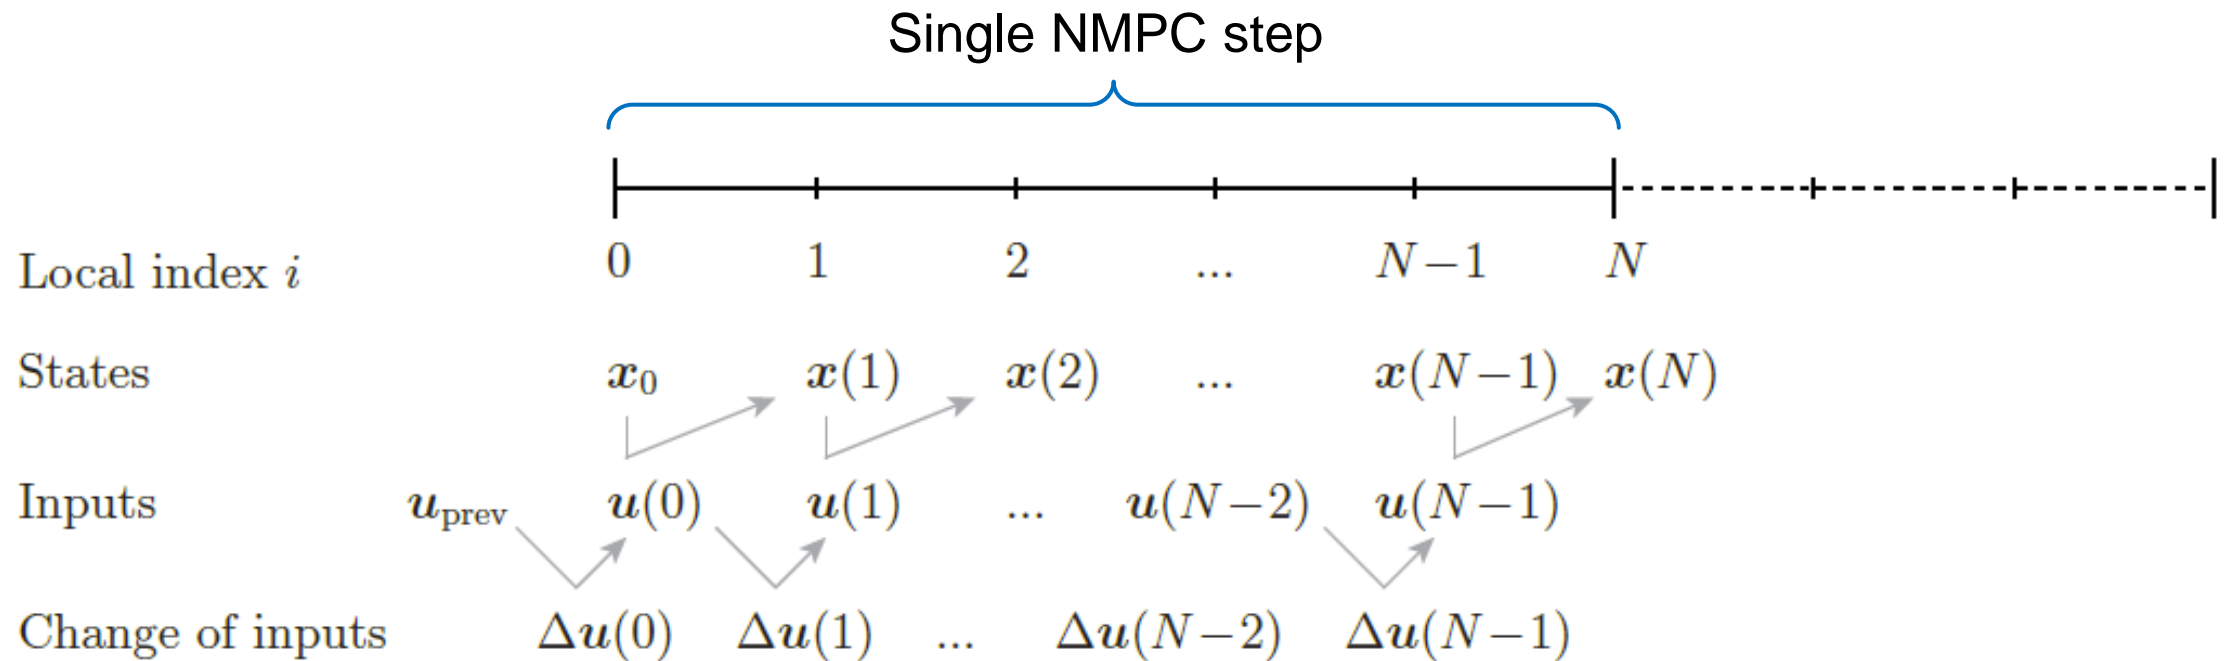 Single NMPC step
Local index i 0 1 2 ... N−1 N
States x₀ x(1) x(2) ... x(N−1) x(N)
Inputs u_prev u(0) u(1) ... u(N−2) u(N−1)
Change of inputs Δu(0) Δu(1) ... Δu(N−2) Δu(N−1)